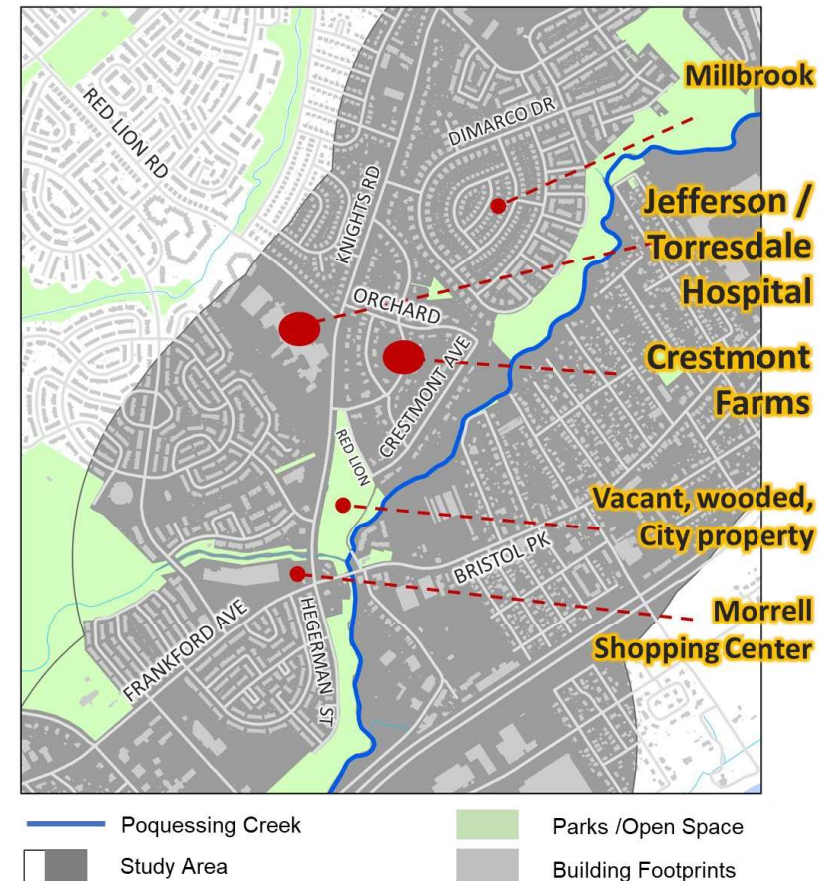 Millbrook
RED LION RD
DIMARCO DR
KNIGHTS RD
Jefferson /
Torresdale
Hospital
ORCHARD
Crestmont
Farms
CRESTMONT AVE
RED LION
Vacant, wooded,
City property
BRISTOL PK
Morrell
Shopping Center
FRANKFORD AVE
HEGERMAN ST
Poquessing Creek
Parks /Open Space
Study Area
Building Footprints